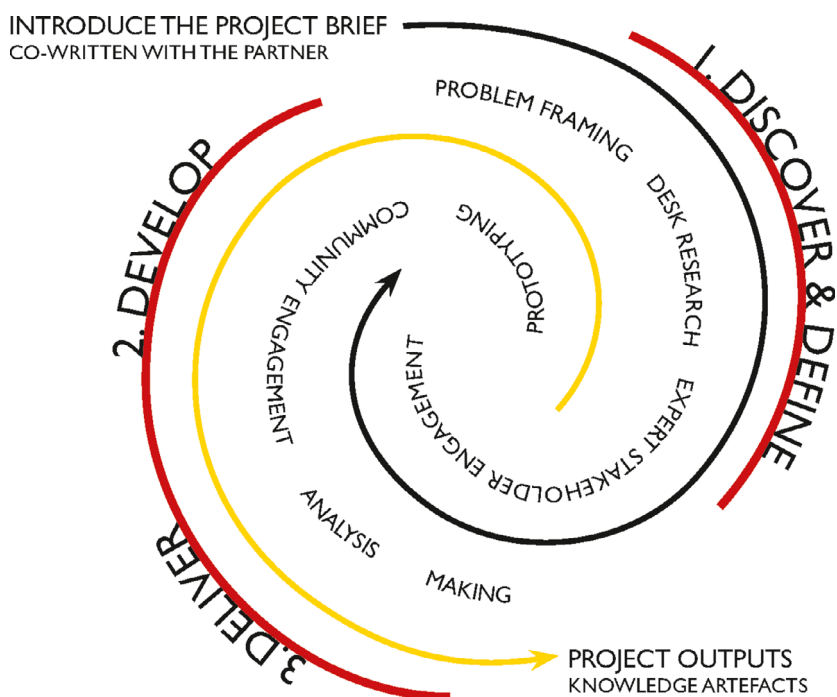 INTRODUCE THE PROJECT BRIEF
CO-WRITTEN WITH THE PARTNER
1. DISCOVER & DEFINE
PROBLEM FRAMING
DESK RESEARCH
EXPERT STAKEHOLDER ENGAGEMENT
2. DEVELOP
PROTOTYPING
COMMUNITY ENGAGEMENT
ANALYSIS
MAKING
3.DELIVER
PROJECT OUTPUTS
KNOWLEDGE ARTEFACTS